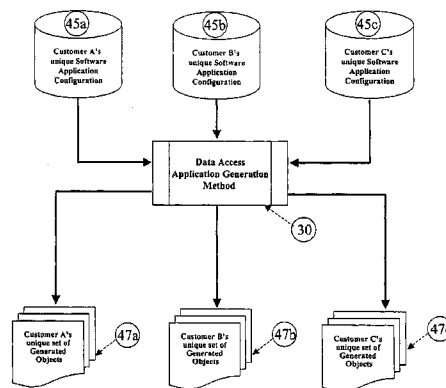 45a
45b
45c
Customer A's
unique Software
Application
Configuration
Customer B's
unique Software
Application
Configuration
Customer C's
unique Software
Application
Configuration
Data Access
Application Generation
Method
30
Customer A's
unique set of
Generated
Objects
47a
Customer B's
unique set of
Generated
Objects
47b
Customer C's
unique set of
Generated
Objects